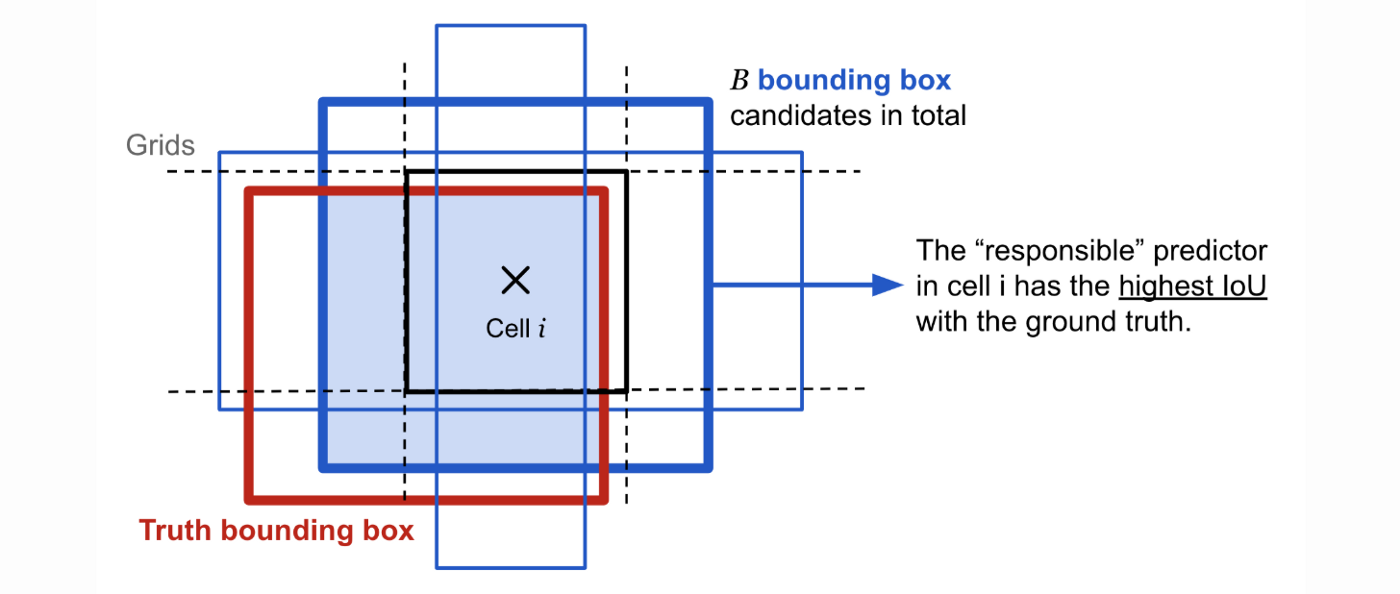 B bounding box
candidates in total
Grids
The “responsible” predictor
in cell i has the highest IoU
with the ground truth.
Cell i
Truth bounding box